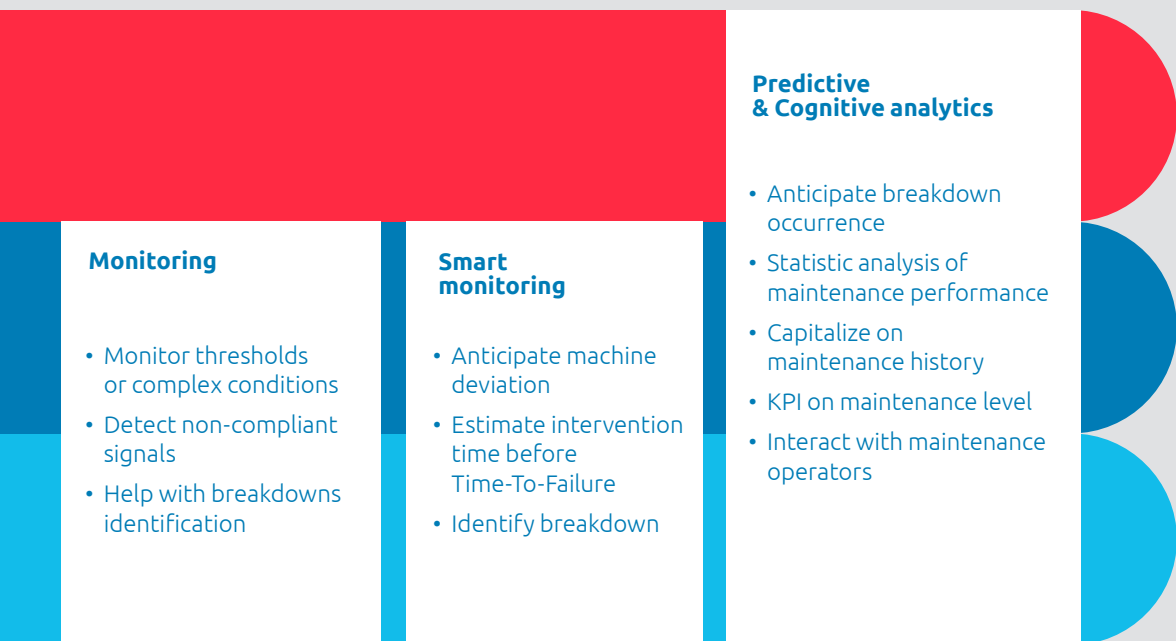 Monitoring
• Monitor thresholds
or complex conditions
• Detect non-compliant
signals
• Help with breakdowns
identification
Smart
monitoring
• Anticipate machine
deviation
• Estimate intervention
time before
Time-To-Failure
• Identify breakdown
Predictive
& Cognitive analytics
• Anticipate breakdown
occurrence
• Statistic analysis of
maintenance performance
• Capitalize on
maintenance history
• KPI on maintenance level
• Interact with maintenance
operators